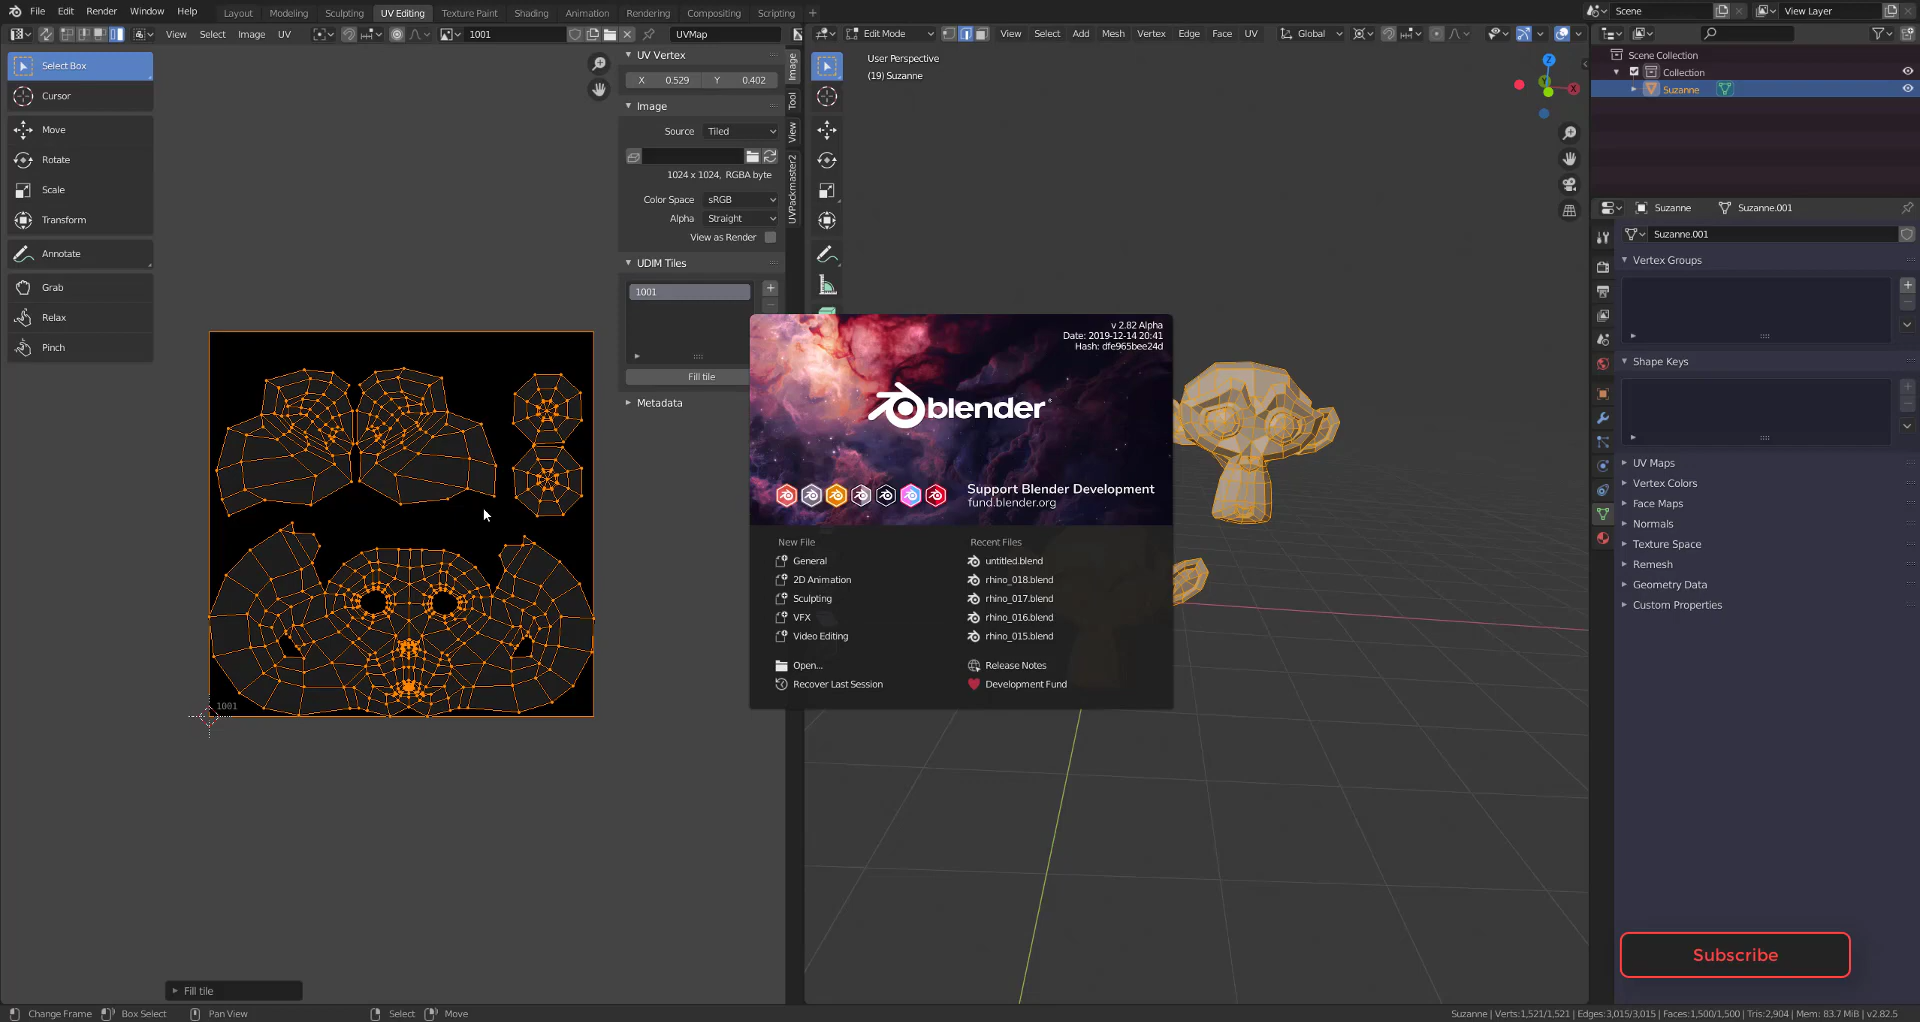 File Edit Render Window Help
Layout Modeling Sculpting UV Editing Texture Paint Shading Animation Rendering Compositing Scripting +
Scene
View Layer
View Select Image UV
1001
UVMap
Edit Mode
View Select Add Mesh Vertex Edge Face UV
Global
Select Box
Cursor
Move
Rotate
Scale
Transform
Annotate
Grab
Relax
Pinch
UV Vertex
X 0.529 Y 0.402
Image
Source Tiled
1024 x 1024, RGBA byte
Color Space sRGB
Alpha Straight
View as Render
UDIM Tiles
1001
Fill tile
Metadata
Image
Tool
View
UVPackmaster2
User Perspective
(19) Suzanne
Z
Y
X
1001
Fill tile
v 2.82 Alpha
Date: 2019-12-14 20:41
Hash: dfe965bee24d
blender
Support Blender Development
fund.blender.org
New File
General
2D Animation
Sculpting
VFX
Video Editing
Open...
Recover Last Session
Recent Files
untitled.blend
rhino_018.blend
rhino_017.blend
rhino_016.blend
rhino_015.blend
Release Notes
Development Fund
Scene Collection
Collection
Suzanne
Suzanne Suzanne.001
Suzanne.001
Vertex Groups
Shape Keys
UV Maps
Vertex Colors
Face Maps
Normals
Texture Space
Remesh
Geometry Data
Custom Properties
Subscribe
Change Frame Box Select Pan View Select Move
Suzanne | Verts:1,521/1,521 | Edges:3,015/3,015 | Faces:1,500/1,500 | Tris:2,904 | Mem: 83.7 MiB | v2.82.5